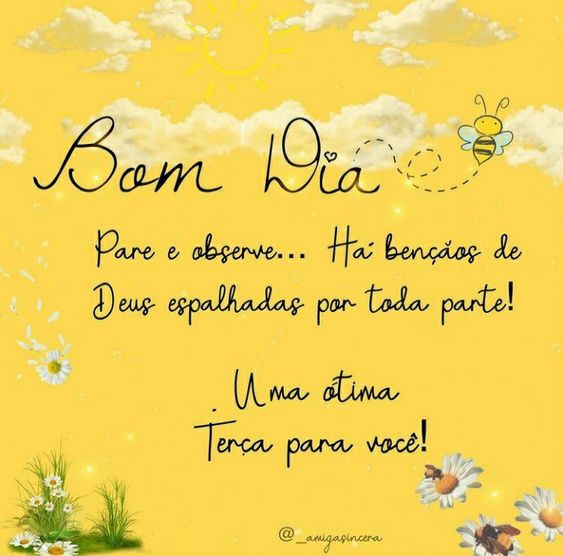 Bom Dia
Pare e observe... Há bençãos de
Deus espalhadas por toda parte!
Uma ótima
Terça para você!
@_amigasincera